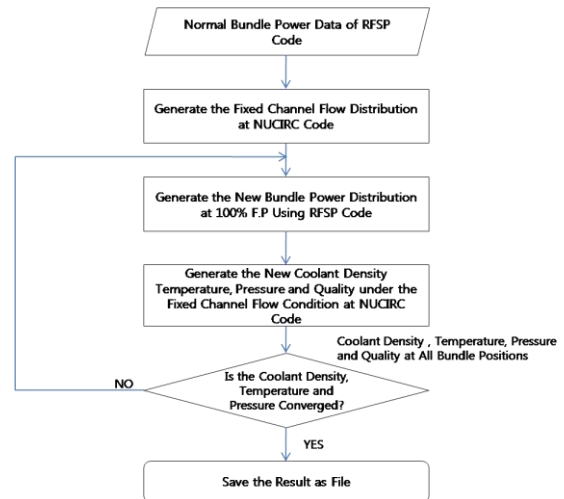 Normal Bundle Power Data of RFSP
Code
Generate the Fixed Channel Flow Distribution
at NUCIRC Code
Generate the New Bundle Power Distribution
at 100% F.P Using RFSP Code
Generate the New Coolant Density
Temperature, Pressure and Quality under the
Fixed Channel Flow Condition at NUCIRC
Code
Coolant Density , Temperature, Pressure
and Quality at All Bundle Positions
Is the Coolant Density,
Temperature and
Pressure Converged?
NO
YES
Save the Result as File